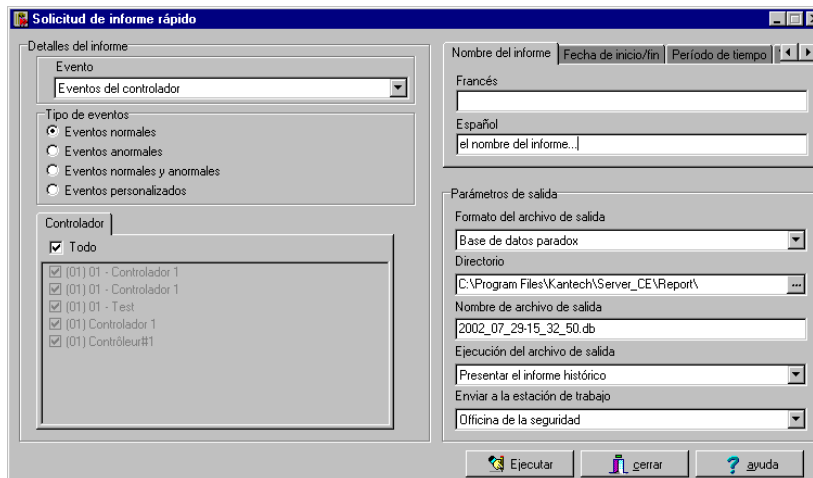 Solicitud de informe rápido
Detalles del informe
Evento
Eventos del controlador
Tipo de eventos
Eventos normales
Eventos anormales
Eventos normales y anormales
Eventos personalizados
Controlador
Todo
(01) 01 - Controlador 1
(01) 01 - Controlador 1
(01) 01 - Test
(01) Controlador 1
(01) Contrôleur#1
Nombre del informe Fecha de inicio/fin Período de tiempo
Francés
Español
el nombre del informe...
Parámetros de salida
Formato del archivo de salida
Base de datos paradox
Directorio
C:\Program Files\Kantech\Server_CE\Report\
...
Nombre de archivo de salida
2002_07_29-15_32_50.db
Ejecución del archivo de salida
Presentar el informe histórico
Enviar a la estación de trabajo
Officina de la seguridad
Ejecutar cerrar ayuda